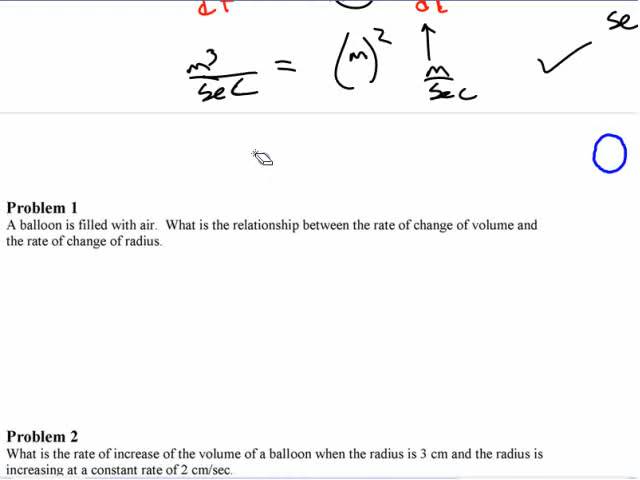 m³/sec = (m)² m/sec
Problem 1
A balloon is filled with air. What is the relationship between the rate of change of volume and
the rate of change of radius.
Problem 2
What is the rate of increase of the volume of a balloon when the radius is 3 cm and the radius is
increasing at a constant rate of 2 cm/sec.